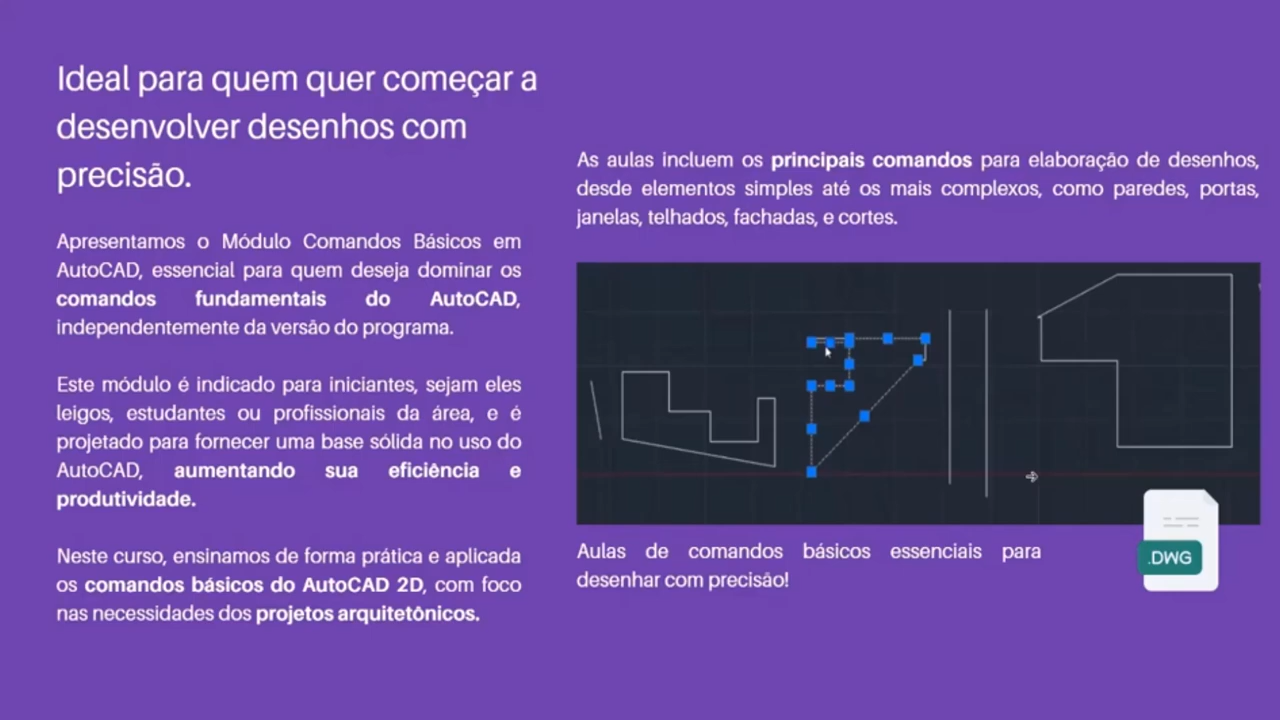 Ideal para quem quer começar a
desenvolver desenhos com
precisão.
Apresentamos o Módulo Comandos Básicos em
AutoCAD, essencial para quem deseja dominar os
comandos fundamentais do AutoCAD,
independentemente da versão do programa.
Este módulo é indicado para iniciantes, sejam eles
leigos, estudantes ou profissionais da área, e é
projetado para fornecer uma base sólida no uso do
AutoCAD, aumentando sua eficiência e
produtividade.
Neste curso, ensinamos de forma prática e aplicada
os comandos básicos do AutoCAD 2D, com foco
nas necessidades dos projetos arquitetônicos.
As aulas incluem os principais comandos para elaboração de desenhos,
desde elementos simples até os mais complexos, como paredes, portas,
janelas, telhados, fachadas, e cortes.
Aulas de comandos básicos essenciais para
desenhar com precisão!
.DWG